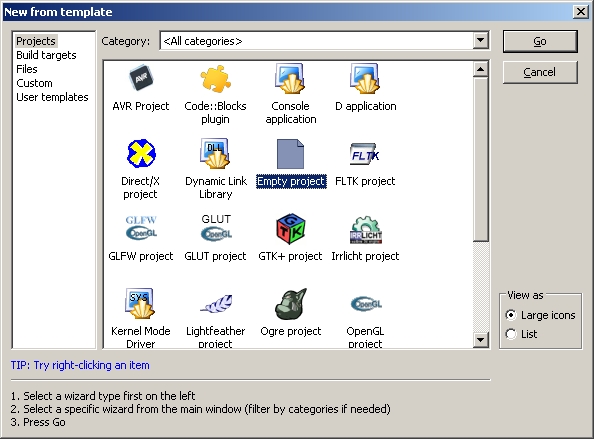 New from template
Projects
Build targets
Files
Custom
User templates
Category: <All categories>
Go
Cancel
AVR
AVR Project
Code::Blocks plugin
Console application
D application
Direct/X project
DLL
Dynamic Link Library
Empty project
FLTK
FLTK project
GLFW
OpenGL
GLFW project
GLUT
OpenGL
GLUT project
GTK
GTK+ project
IRRLICHT
Irrlicht project
SYS
Kernel Mode Driver
Lightfeather project
Ogre project
OpenGL
OpenGL project
View as
Large icons
List
TIP: Try right-clicking an item
1. Select a wizard type first on the left
2. Select a specific wizard from the main window (filter by categories if needed)
3. Press Go